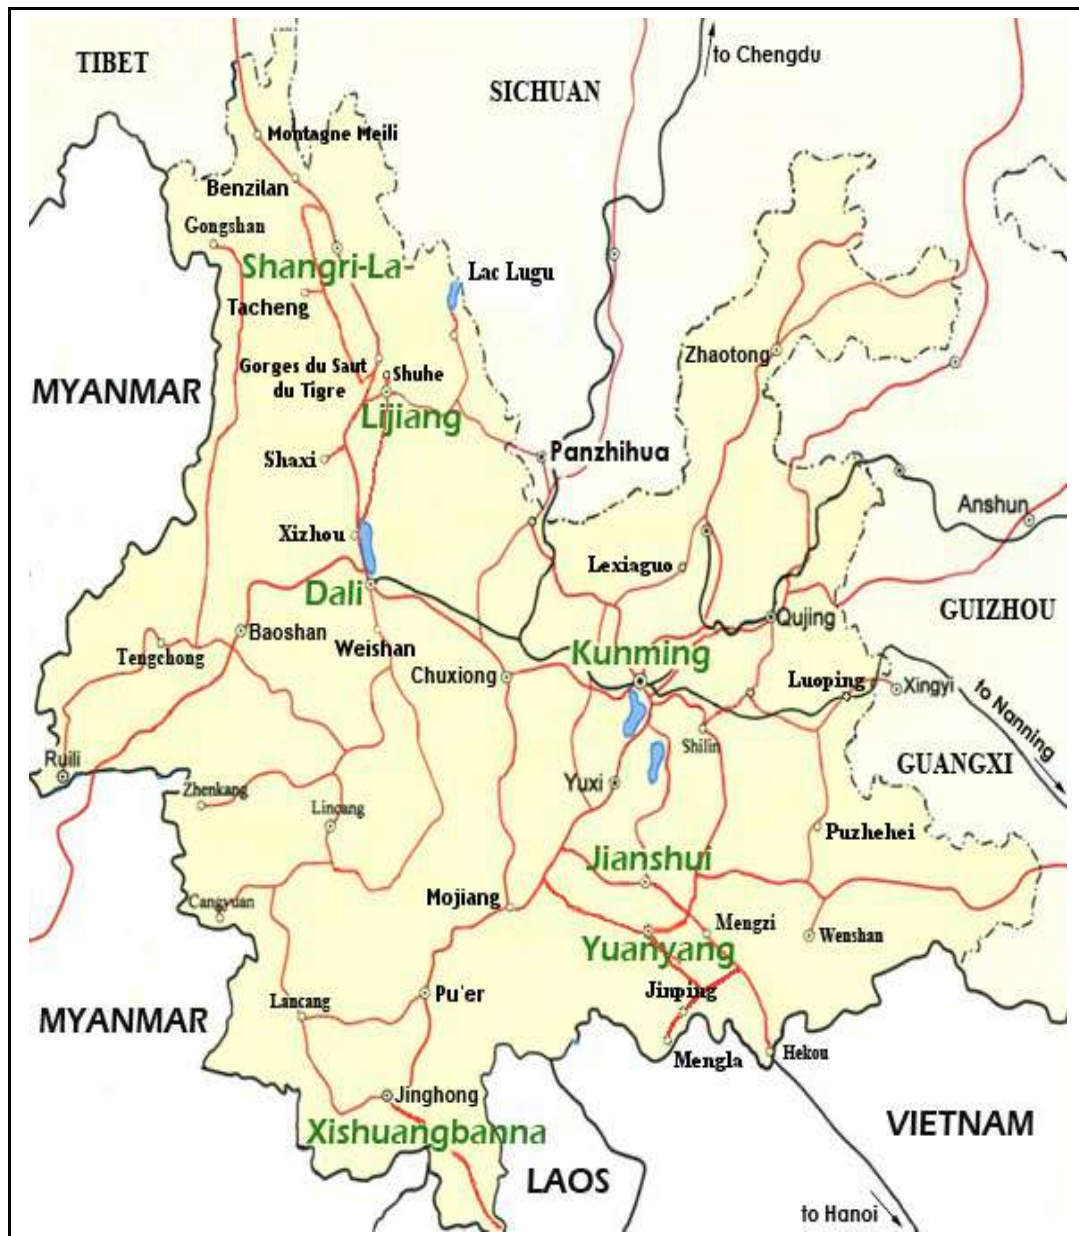 to Chengdu
TIBET
SICHUAN
Montagne Meili
Benzilan
Gongshan
Shangri-La-
Lac Lugu
Tacheng
Zhaotong
Gorges du Saut
du Tigre
Shuhe
MYANMAR
Lijiang
Panzhihua
Shaxi
Anshun
Xizhou
Lexiaguo
Dali
GUIZHOU
Qujing
Baoshan
Weishan
Tengchong
Kunming
Chuxiong
Luoping
Xingyi
to Nanning
Shilin
Ruili
GUANGXI
Yuxi
Zhenkang
Lincang
Puzhehei
Jianshui
Cangyuan
Mojiang
Mengzi
Wenshan
Yuanyang
Jinping
Pu'er
Lancang
MYANMAR
Mengla
Hekou
Jinghong
VIETNAM
Xishuangbanna
LAOS
to Hanoi